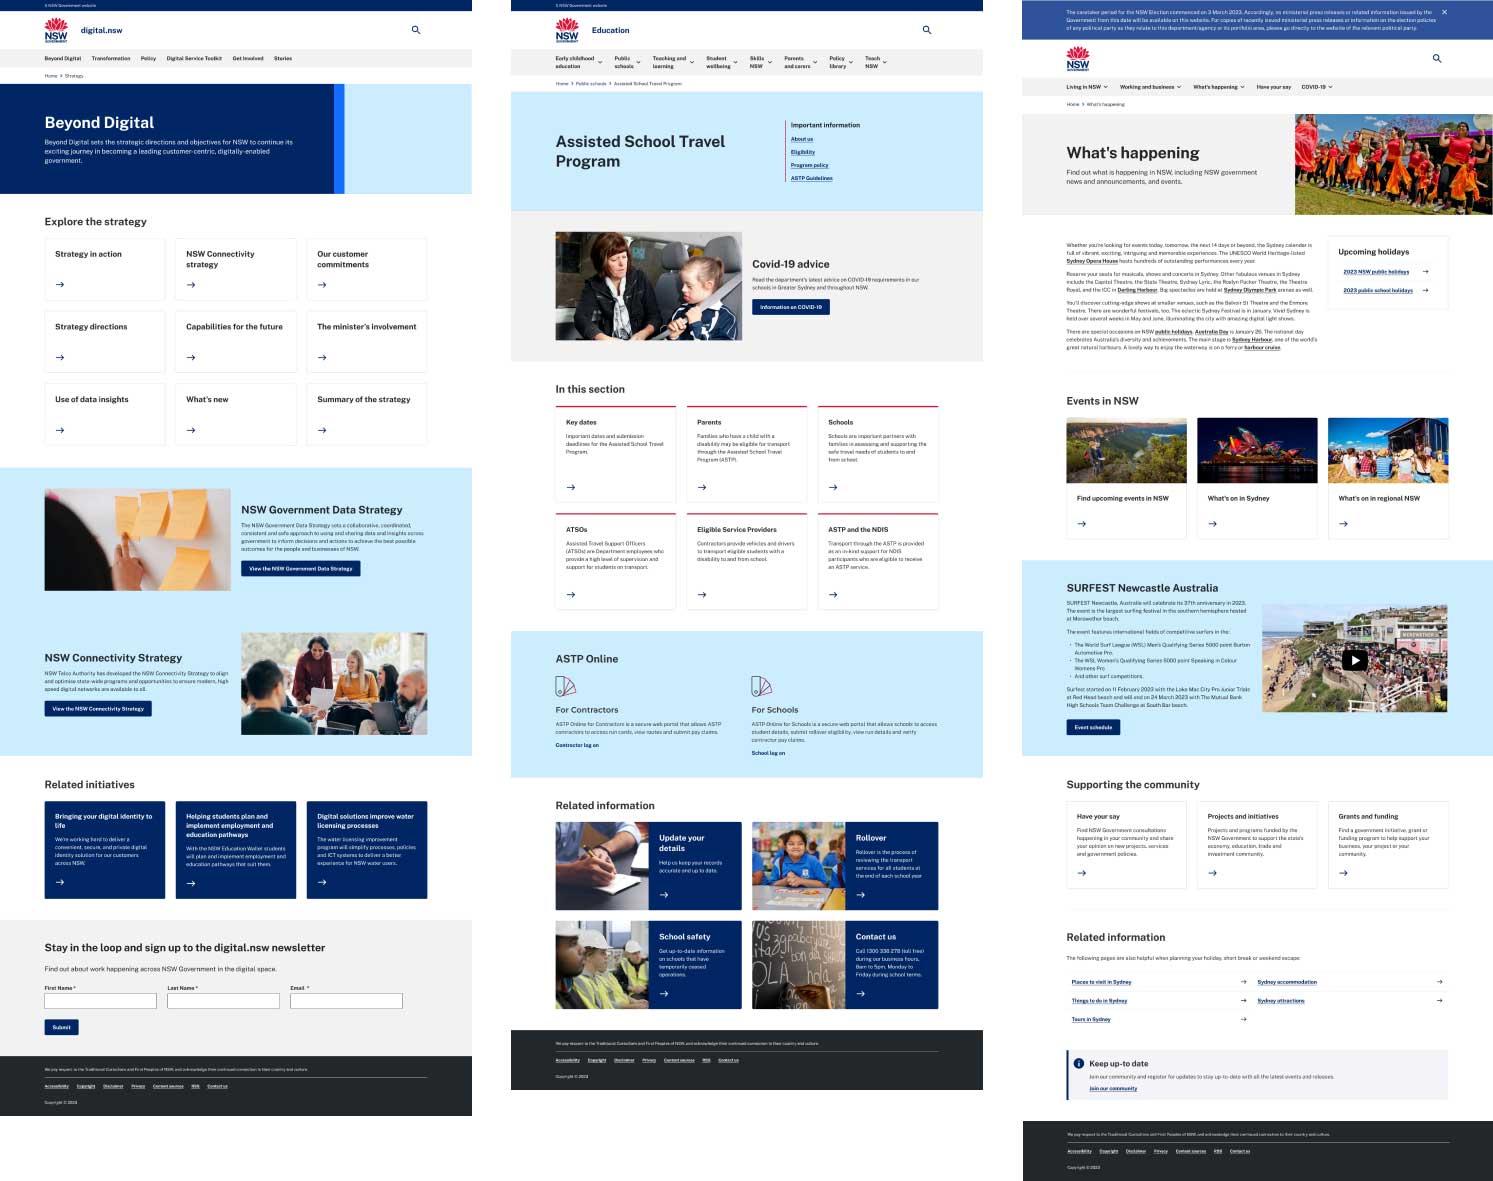 A NSW Government website
NSW
GOVERNMENT
digital.nsw
Beyond Digital
Transformation
Policy
Digital Service Toolkit
Get Involved
Stories
Home > Strategy
Beyond Digital
Beyond Digital sets the strategic directions and objectives for NSW to continue its
exciting journey in becoming a leading customer-centric, digitally-enabled
government.
Explore the strategy
Strategy in action
NSW Connectivity
strategy
Our customer
commitments
Strategy directions
Capabilities for the future
The minister's involvement
Use of data insights
What's new
Summary of the strategy
NSW Government Data Strategy
The NSW Government Data Strategy sets a collaborative, coordinated,
consistent and safe approach to using and sharing data and insights across
government to inform decisions and actions to achieve the best possible
outcomes for the people and businesses of NSW.
View the NSW Government Data Strategy
NSW Connectivity Strategy
NSW Telco Authority has developed the NSW Connectivity Strategy to align
and optimise state-wide programs and opportunities to ensure modern, high
speed digital networks are available to all.
View the NSW Connectivity Strategy
Related initiatives
Bringing your digital identity to
life
We're working hard to deliver a
convenient, secure, and private digital
identity solution for our customers
across NSW.
Helping students plan and
implement employment and
education pathways
With the NSW Education Wallet students
will plan and implement employment and
education pathways that suit them.
Digital solutions improve water
licensing processes
The water licensing improvement
program will simplify processes, policies
and ICT systems to deliver a better
experience for NSW water users.
Stay in the loop and sign up to the digital.nsw newsletter
Find out about work happening across NSW Government in the digital space.
First Name *
Last Name *
Email *
Submit
We pay respect to the Traditional Custodians and First Peoples of NSW, and acknowledge their continued connection to their country and culture.
Accessibility
Copyright
Disclaimer
Privacy
Content sources
RSS
Contact us
Copyright © 2023
A NSW Government website
NSW
GOVERNMENT
Education
Early childhood
education
Public
schools
Teaching and
learning
Student
wellbeing
Skills
NSW
Parents
and carers
Policy
library
Teach
NSW
Home > Public schools > Assisted School Travel Program
Assisted School Travel
Program
Important information
About us
Eligibility
Program policy
ASTP Guidelines
Covid-19 advice
Read the department's latest advice on COVID-19 requirements in our
schools in Greater Sydney and throughout NSW.
Information on COVID-19
In this section
Key dates
Important dates and submission
deadlines for the Assisted School Travel
Program.
Parents
Families who have a child with a
disability may be eligible for transport
through the Assisted School Travel
Program (ASTP).
Schools
Schools are important partners with
families in assessing and supporting the
safe travel needs of students to and
from school.
ATSOs
Assisted Travel Support Officers
(ATSOs) are Department employees who
provide a high level of supervision and
support for students on transport.
Eligible Service Providers
Contractors provide vehicles and drivers
to transport eligible students with a
disability to and from school.
ASTP and the NDIS
Transport through the ASTP is provided
as an in-kind support for NDIS
participants who are eligible to receive
an ASTP service.
ASTP Online
For Contractors
ASTP Online for Contractors is a secure web portal that allows ASTP
contractors to access run cards, view routes and submit pay claims.
Contractor log on
For Schools
ASTP Online for Schools is a secure web portal that allows schools to access
student details, submit rollover eligibility, view run details and verify
contractor pay claims.
School log on
Related information
Update your
details
Help us keep your records
accurate and up to date.
Rollover
Rollover is the process of
reviewing the transport
services for all students at
the end of each school year
School safety
Get up-to-date information
on schools that have
temporarily ceased
operations.
Contact us
Call 1300 338 278 (toll free)
during our business hours,
8am to 5pm, Monday to
Friday during school terms.
We pay respect to the Traditional Custodians and First Peoples of NSW, and acknowledge their continued connection to their country and culture.
Accessibility
Copyright
Disclaimer
Privacy
Content sources
RSS
Contact us
Copyright © 2023
The caretaker period for the NSW Election commenced on 3 March 2023. Accordingly, no ministerial press releases or related information issued by the
Government from this date will be available on this website. For copies of recently issued ministerial press releases or information on the election policies
of any political party as they relate to this department/agency or its portfolio area, please go directly to the website of the relevant political party.
NSW
GOVERNMENT
Living in NSW
Working and business
What's happening
Have your say
COVID-19
Home > What's happening
What's happening
Find out what is happening in NSW, including NSW government
news and announcements, and events.
Whether you're looking for events today, tomorrow, the next 14 days or beyond, the Sydney calendar is
full of vibrant, exciting, intriguing and memorable experiences. The UNESCO World Heritage-listed
Sydney Opera House hosts hundreds of outstanding performances every year.
Reserve your seats for musicals, shows and concerts in Sydney. Other fabulous venues in Sydney
include the Capitol Theatre, the State Theatre, Sydney Lyric, the Roslyn Packer Theatre, the Theatre
Royal, and the ICC in Darling Harbour. Big spectacles are held at Sydney Olympic Park arenas as well.
You'll discover cutting-edge shows at smaller venues, such as the Belvoir St Theatre and the Enmore
Theatre. There are wonderful festivals, too. The eclectic Sydney Festival is in January. Vivid Sydney is
held over several weeks in May and June, illuminating the city with amazing digital light shows.
There are special occasions on NSW public holidays. Australia Day is January 26. The national day
celebrates Australia's diversity and achievements. The main stage is Sydney Harbour, one of the world's
great natural harbours. A lovely way to enjoy the waterway is on a ferry or harbour cruise.
Upcoming holidays
2023 NSW public holidays
2023 public school holidays
Events in NSW
Find upcoming events in NSW
What's on in Sydney
What's on in regional NSW
SURFEST Newcastle Australia
SURFEST Newcastle, Australia will celebrate its 37th anniversary in 2023.
The event is the largest surfing festival in the southern hemisphere hosted
at Merewether beach.
The event features international fields of competitive surfers in the:
• The World Surf League (WSL) Men's Qualifying Series 5000 point Burton
Automotive Pro.
• The WSL Women's Qualifying Series 5000 point Speaking in Colour
Womens Pro
• And other surf competitions.
Surfest started on 11 February 2023 with the Lake Mac City Pro Junior Trials
at Red Head beach and will end on 24 March 2023 with The Mutual Bank
High Schools Team Challenge at South Bar beach.
Event schedule
MEREWETHER
Supporting the community
Have your say
Find NSW Government consultations
happening in your community and share
your opinion on new projects, services
and government policies.
Projects and initiatives
Projects and programs funded by the
NSW Government to support the state's
economy, education, trade and
investment community.
Grants and funding
Find a government initiative, grant or
funding program to help support your
business, your project or your
community.
Related information
The following pages are also helpful when planning your holiday, short break or weekend escape:
Places to visit in Sydney
Sydney accommodation
Things to do in Sydney
Sydney attractions
Tours in Sydney
Keep up-to date
Join our community and register for updates to stay up-to-date with all the latest events and releases.
Join our community
We pay respect to the Traditional Custodians and First Peoples of NSW, and acknowledge their continued connection to their country and culture.
Accessibility
Copyright
Disclaimer
Privacy
Content sources
RSS
Contact us
Copyright © 2023